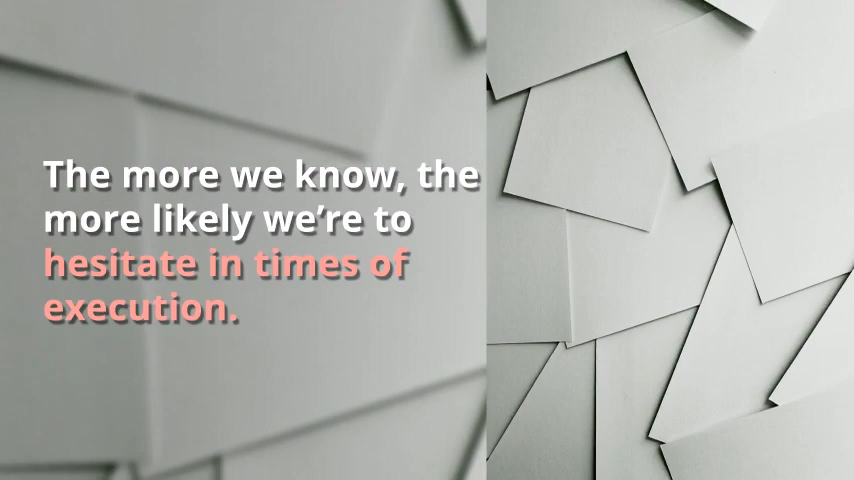 The more we know, the
more likely we’re to
hesitate in times of
execution.